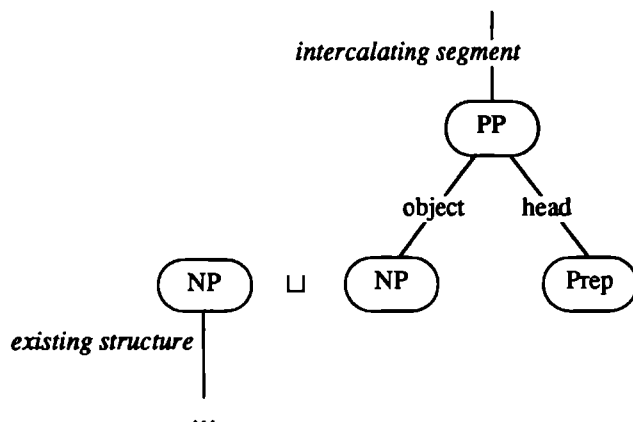 intercalating segment
PP
object head
NP ⊔ NP Prep
existing structure